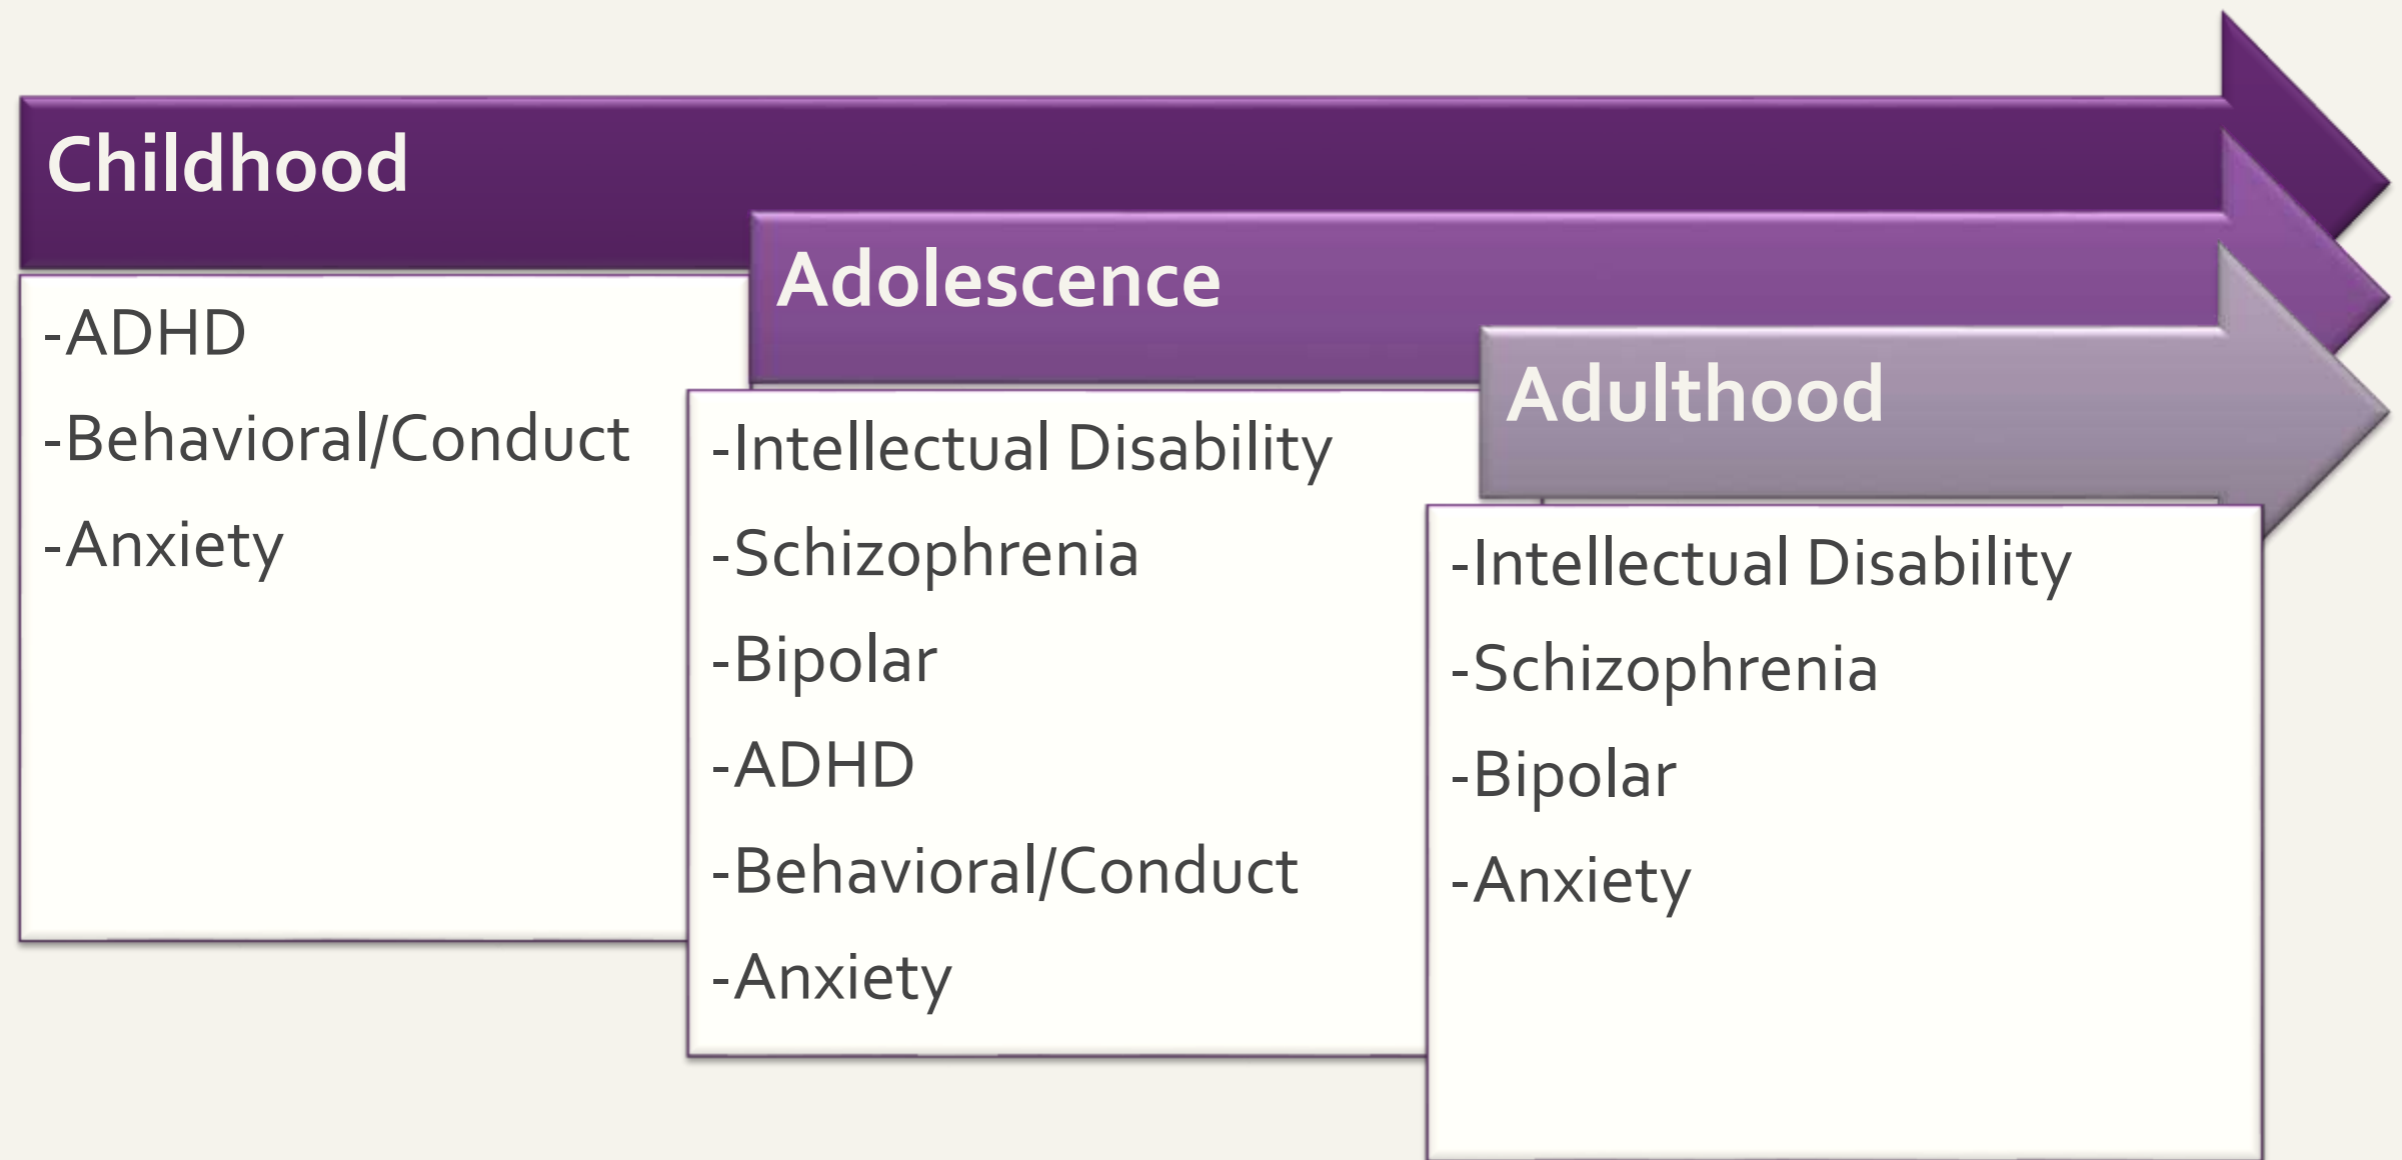 Childhood
-ADHD
-Behavioral/Conduct
-Anxiety
Adolescence
-Intellectual Disability
-Schizophrenia
-Bipolar
-ADHD
-Behavioral/Conduct
-Anxiety
Adulthood
-Intellectual Disability
-Schizophrenia
-Bipolar
-Anxiety